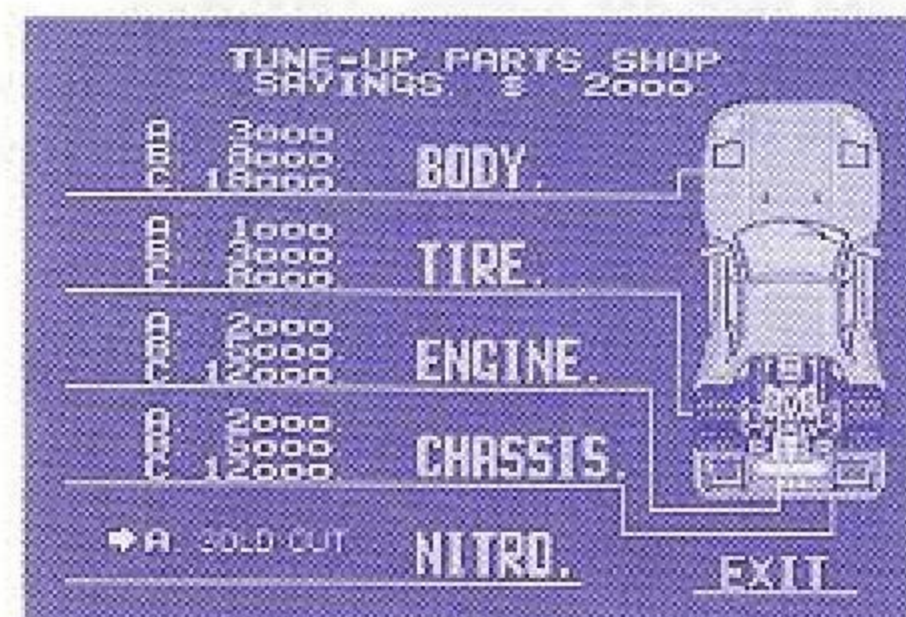 TUNE-UP PARTS SHOP
SAVINGS. $ 2000.
A 3000.
B 8000.
C 18000.
BODY.
A 1000.
B 3000.
C 8000.
TIRE.
A 2000.
B 5000.
C 12000.
ENGINE.
A 2000.
B 5000.
C 12000.
CHASSIS.
A. SOLD OUT
NITRO.
EXIT